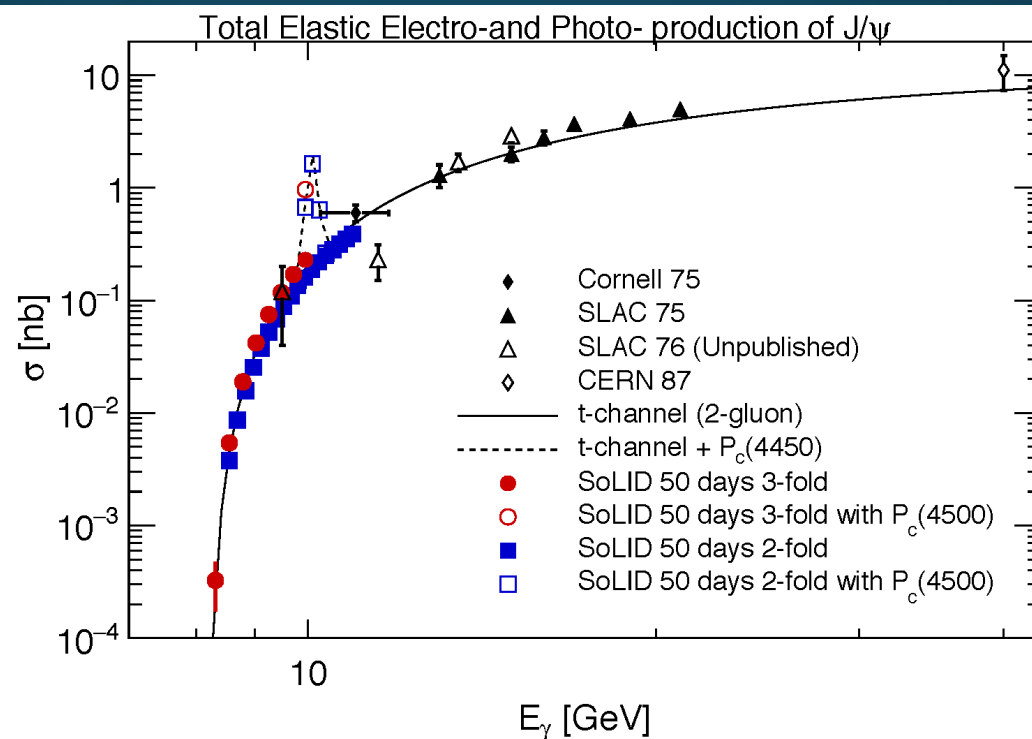 Total Elastic Electro-and Photo- production of J/ψ
10
1
10⁻¹
10⁻²
10⁻³
10⁻⁴
σ [nb]
Cornell 75
SLAC 75
SLAC 76 (Unpublished)
CERN 87
t-channel (2-gluon)
t-channel + P_c(4450)
SoLID 50 days 3-fold
SoLID 50 days 3-fold with P_c(4500)
SoLID 50 days 2-fold
SoLID 50 days 2-fold with P_c(4500)
10
E_γ [GeV]